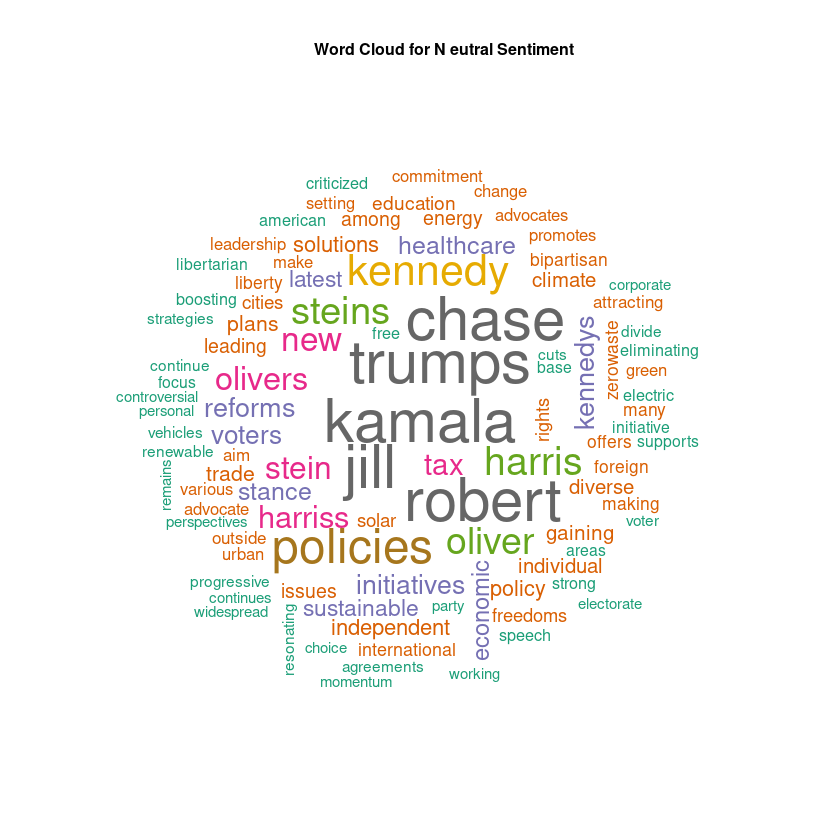 Word Cloud for N eutral Sentiment
commitment
criticized
change
setting
education
american
among
energy
advocates
leadership
solutions
healthcare
promotes
libertarian
make
kennedy
bipartisan
liberty
latest
climate
corporate
boosting
cities
steins
chase
attracting
strategies
plans
new
free
kennedys
zerowaste
divide
leading
trumps
cuts
eliminating
continue
base
green
focus
olivers
controversial
electric
personal
reforms
kamala
rights
many
vehicles
voters
initiative
renewable
aim
offers
supports
remains
trade
stein
jill
tax
harris
foreign
various
stance
robert
diverse
advocate
making
perspectives
harriss
solar
voter
outside
policies
oliver
gaining
urban
areas
progressive
issues
initiatives
economic
individual
continues
policy
strong
widespread
sustainable
party
electorate
resonating
independent
freedoms
speech
choice
international
agreements
working
momentum